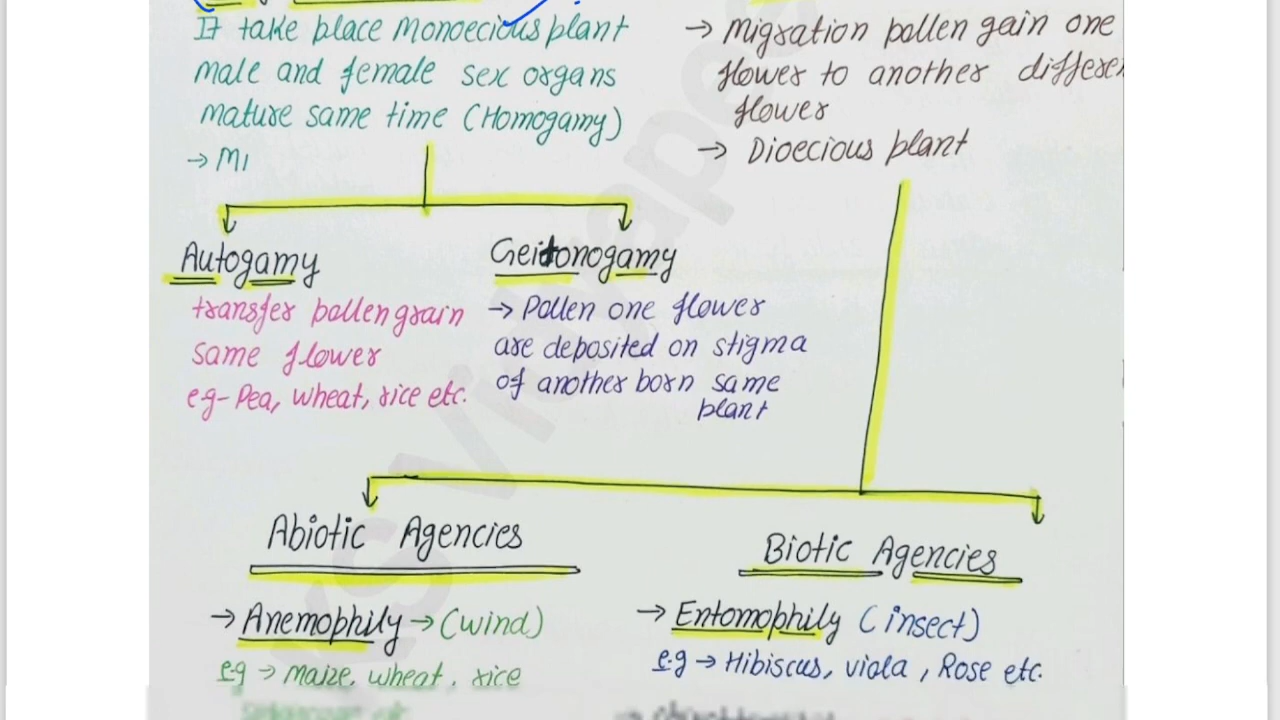 It take place Monoecious plant
male and female sex organs
mature same time (Homogamy)
→ Mi
→ Migration pollen gain one
flower to another differen
flower
→ Dioecious plant
Autogamy
transfer pollengrain
same flower
eg- Pea, wheat, rice etc.
Geitonogamy
→ Pollen one flower
are deposited on stigma
of another born same
plant
Abiotic Agencies
→ Anemophily → (wind)
eg → maize, wheat, rice
Biotic Agencies
→ Entomophily (insect)
e.g → Hibiscus, viola, Rose etc.